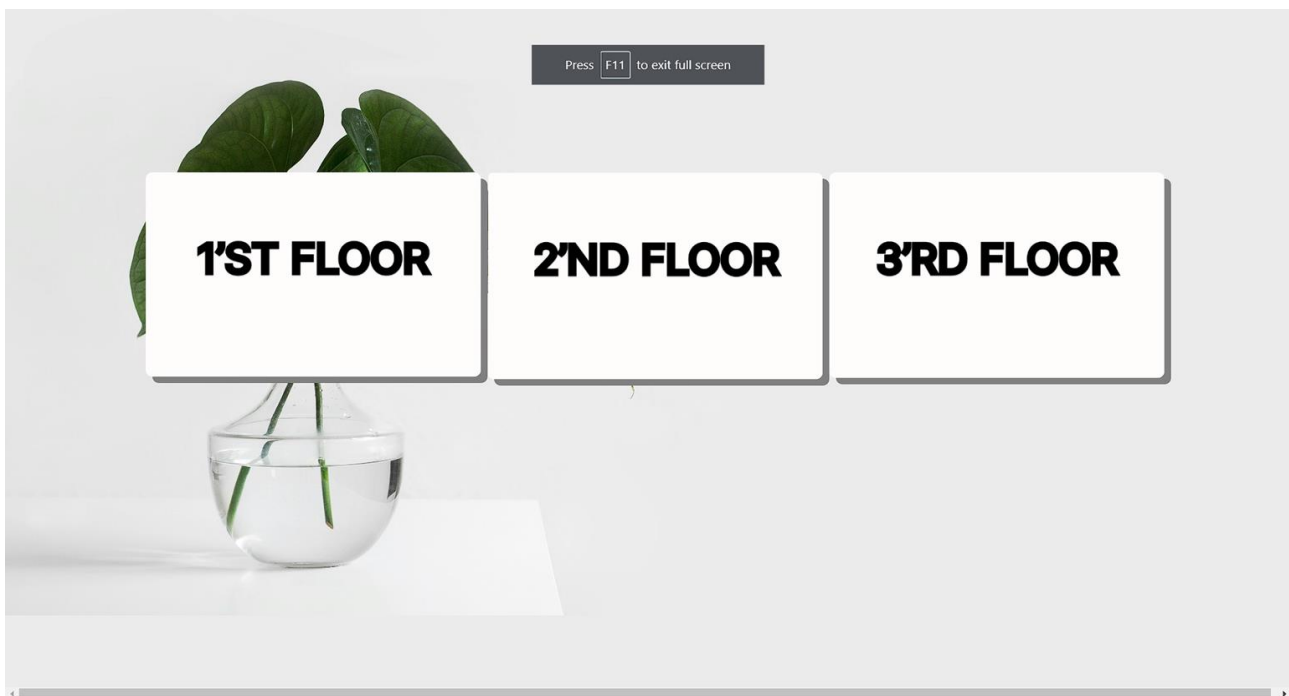 Press F11 to exit full screen
1’ST FLOOR
2’ND FLOOR
3’RD FLOOR